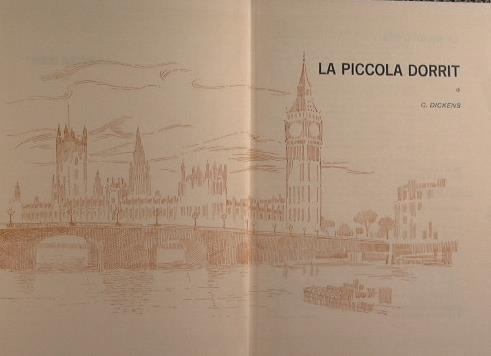 LA PICCOLA DORRIT
C. DICKENS